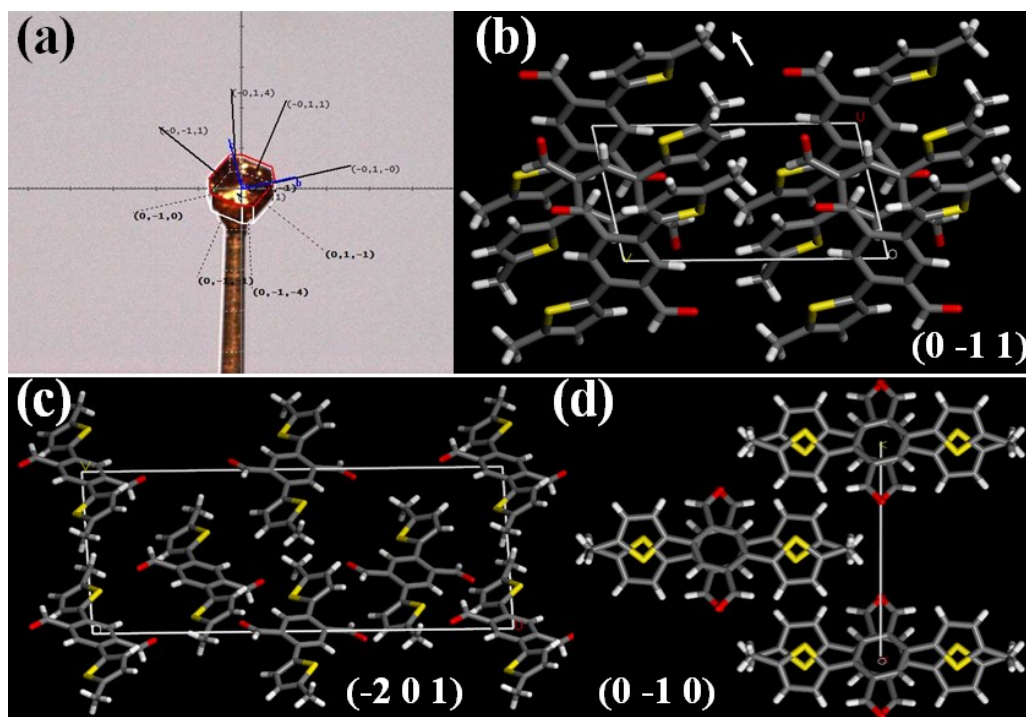 (a)
(-0,1,4)
(-0,1,1)
(-0,-1,1)
(-0,1,-0)
b
(0,-1,0)
(0,1,-1)
(0,-1,-4)
(b)
U
O
(0 -1 1)
(c)
(-2 0 1)
(d)
O
(0 -1 0)